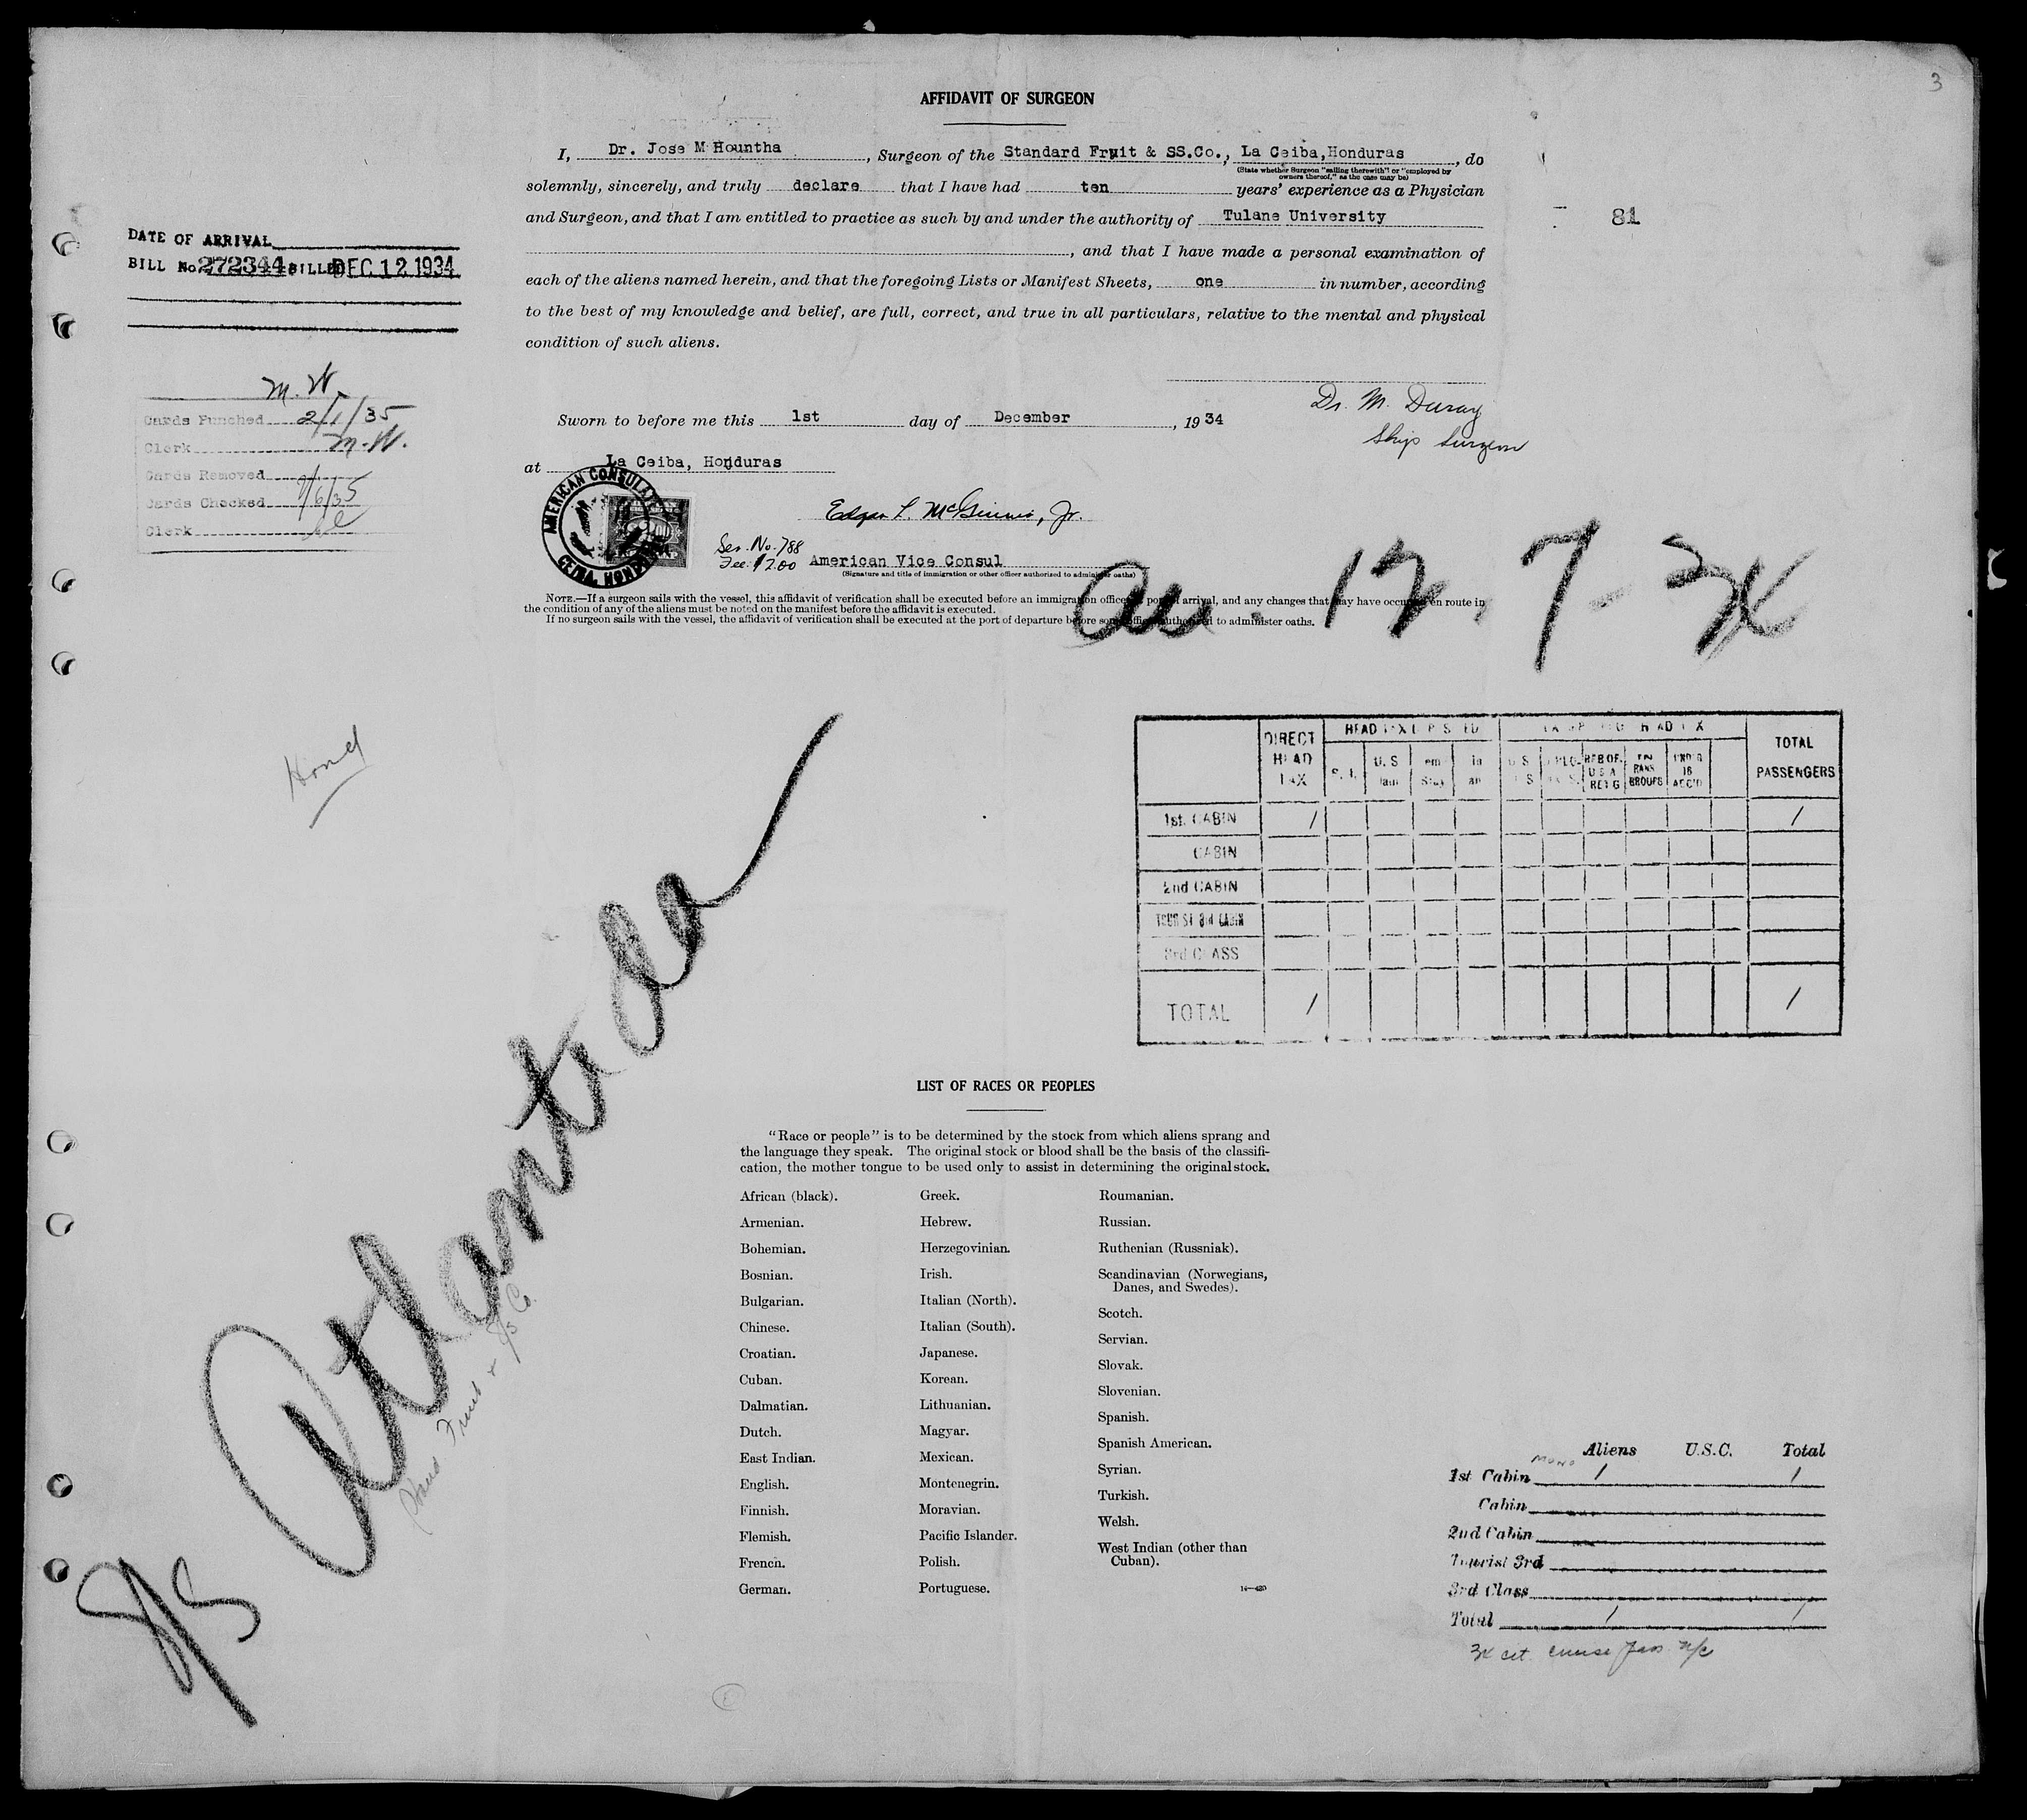 3
AFFIDAVIT OF SURGEON
I, Dr. Jose M Hountha, Surgeon of the Standard Fruit & SS.Co., La Ceiba, Honduras, do
(State whether Surgeon "sailing therewith" or "employed by owners thereof," as the case may be)
solemnly, sincerely, and truly declare that I have had ten years' experience as a Physician
and Surgeon, and that I am entitled to practice as such by and under the authority of Tulane University
, and that I have made a personal examination of
each of the aliens named herein, and that the foregoing Lists or Manifest Sheets, one in number, according
to the best of my knowledge and belief, are full, correct, and true in all particulars, relative to the mental and physical
condition of such aliens.
81
DATE OF ARRIVAL
BILL No. 272344 BILLED DEC 12 1934
M. W.
Cards Punched 2/1/35
Clerk M. W.
Cards Removed
Cards Checked
Clerk
Dr. M. Duray
Ship Surgeon
Sworn to before me this 1st day of December, 1934
at La Ceiba, Honduras
AMERICAN CONSULATE
CEIBA, HONDURAS
Edgar L. McGinnis, Jr.
Ser. No. 788
Fee: $2.00 American Vice Consul
(Signature and title of immigration or other officer authorized to administer oaths)
NOTE.—If a surgeon sails with the vessel, this affidavit of verification shall be executed before an immigration officer at port of arrival, and any changes that may have occurred en route in
the condition of any of the aliens must be noted on the manifest before the affidavit is executed.
If no surgeon sails with the vessel, the affidavit of verification shall be executed at the port of departure before some officer authorized to administer oaths.
12-7-34
DIRECT HEAD TAX
TOTAL PASSENGERS
1st. CABIN / /
CABIN
2nd CABIN
TOURIST 3rd CABIN
3rd CLASS
TOTAL / /
S/S Atlantida
Fruit & S/S Co.
LIST OF RACES OR PEOPLES
"Race or people" is to be determined by the stock from which aliens sprang and
the language they speak. The original stock or blood shall be the basis of the classifi-
cation, the mother tongue to be used only to assist in determining the original stock.
African (black).
Armenian.
Bohemian.
Bosnian.
Bulgarian.
Chinese.
Croatian.
Cuban.
Dalmatian.
Dutch.
East Indian.
English.
Finnish.
Flemish.
French.
German.
Greek.
Hebrew.
Herzegovinian.
Irish.
Italian (North).
Italian (South).
Japanese.
Korean.
Lithuanian.
Magyar.
Mexican.
Montenegrin.
Moravian.
Pacific Islander.
Polish.
Portuguese.
Roumanian.
Russian.
Ruthenian (Russniak).
Scandinavian (Norwegians,
Danes, and Swedes).
Scotch.
Servian.
Slovak.
Slovenian.
Spanish.
Spanish American.
Syrian.
Turkish.
Welsh.
West Indian (other than
Cuban).
Aliens U.S.C. Total
1st Cabin 1 1
Cabin
2nd Cabin
Tourist 3rd
3rd Class
Total 1 1